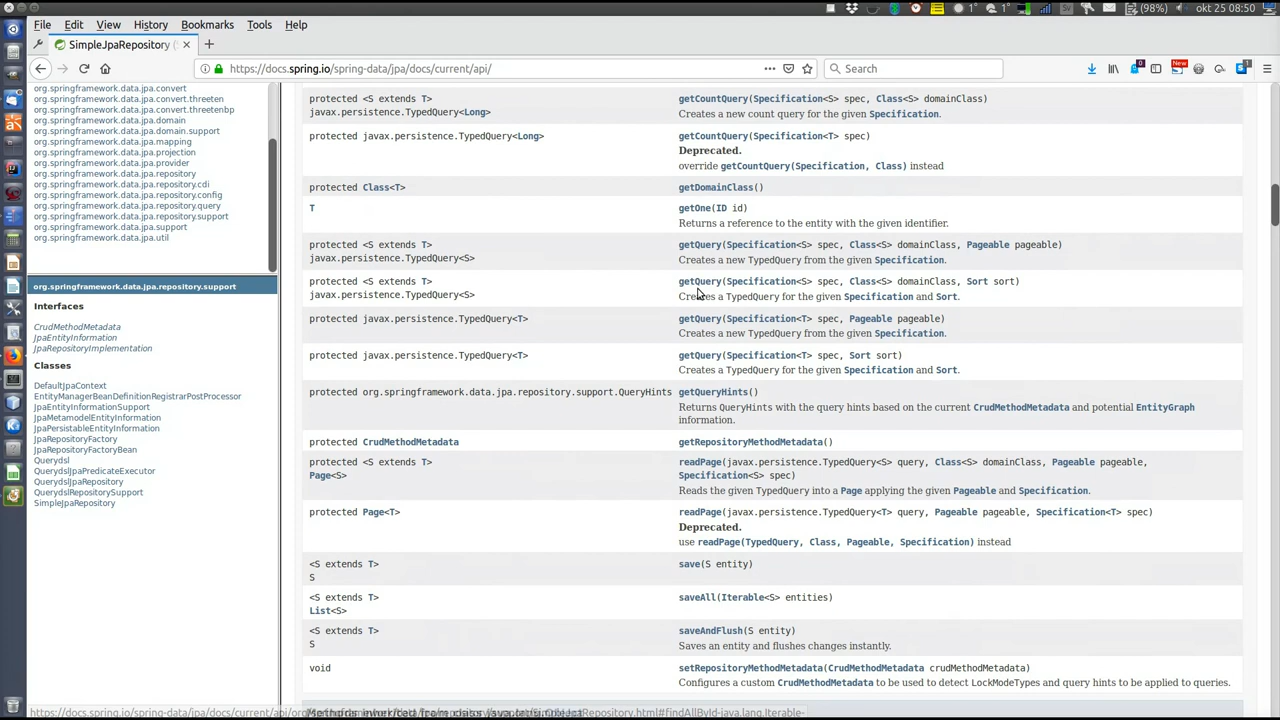 (98%) okt 25 08:50
File Edit View History Bookmarks Tools Help
SimpleJpaRepository (S
https://docs.spring.io/spring-data/jpa/docs/current/api/
Search
org.springframework.data.jpa.convert
org.springframework.data.jpa.convert.threeten
org.springframework.data.jpa.convert.threetenbp
org.springframework.data.jpa.domain
org.springframework.data.jpa.domain.support
org.springframework.data.jpa.mapping
org.springframework.data.jpa.projection
org.springframework.data.jpa.provider
org.springframework.data.jpa.repository
org.springframework.data.jpa.repository.cdi
org.springframework.data.jpa.repository.config
org.springframework.data.jpa.repository.query
org.springframework.data.jpa.repository.support
org.springframework.data.jpa.support
org.springframework.data.jpa.util
org.springframework.data.jpa.repository.support
Interfaces
CrudMethodMetadata
JpaEntityInformation
JpaRepositoryImplementation
Classes
DefaultJpaContext
EntityManagerBeanDefinitionRegistrarPostProcessor
JpaEntityInformationSupport
JpaMetamodelEntityInformation
JpaPersistableEntityInformation
JpaRepositoryFactory
JpaRepositoryFactoryBean
Querydsl
QuerydslJpaPredicateExecutor
QuerydslJpaRepository
QuerydslRepositorySupport
SimpleJpaRepository
protected <S extends T>
javax.persistence.TypedQuery<Long>
getCountQuery(Specification<S> spec, Class<S> domainClass)
Creates a new count query for the given Specification.
protected javax.persistence.TypedQuery<Long>
getCountQuery(Specification<T> spec)
Deprecated.
override getCountQuery(Specification, Class) instead
protected Class<T>
getDomainClass()
T
getOne(ID id)
Returns a reference to the entity with the given identifier.
protected <S extends T>
javax.persistence.TypedQuery<S>
getQuery(Specification<S> spec, Class<S> domainClass, Pageable pageable)
Creates a new TypedQuery from the given Specification.
protected <S extends T>
javax.persistence.TypedQuery<S>
getQuery(Specification<S> spec, Class<S> domainClass, Sort sort)
Creates a TypedQuery for the given Specification and Sort.
protected javax.persistence.TypedQuery<T>
getQuery(Specification<T> spec, Pageable pageable)
Creates a new TypedQuery from the given Specification.
protected javax.persistence.TypedQuery<T>
getQuery(Specification<T> spec, Sort sort)
Creates a TypedQuery for the given Specification and Sort.
protected org.springframework.data.jpa.repository.support.QueryHints
getQueryHints()
Returns QueryHints with the query hints based on the current CrudMethodMetadata and potential EntityGraph
information.
protected CrudMethodMetadata
getRepositoryMethodMetadata()
protected <S extends T>
Page<S>
readPage(javax.persistence.TypedQuery<S> query, Class<S> domainClass, Pageable pageable,
Specification<S> spec)
Reads the given TypedQuery into a Page applying the given Pageable and Specification.
protected Page<T>
readPage(javax.persistence.TypedQuery<T> query, Pageable pageable, Specification<T> spec)
Deprecated.
use readPage(TypedQuery, Class, Pageable, Specification) instead
<S extends T>
S
save(S entity)
<S extends T>
List<S>
saveAll(Iterable<S> entities)
<S extends T>
S
saveAndFlush(S entity)
Saves an entity and flushes changes instantly.
void
setRepositoryMethodMetadata(CrudMethodMetadata crudMethodMetadata)
Configures a custom CrudMethodMetadata to be used to detect LockModeTypes and query hints to be applied to queries.